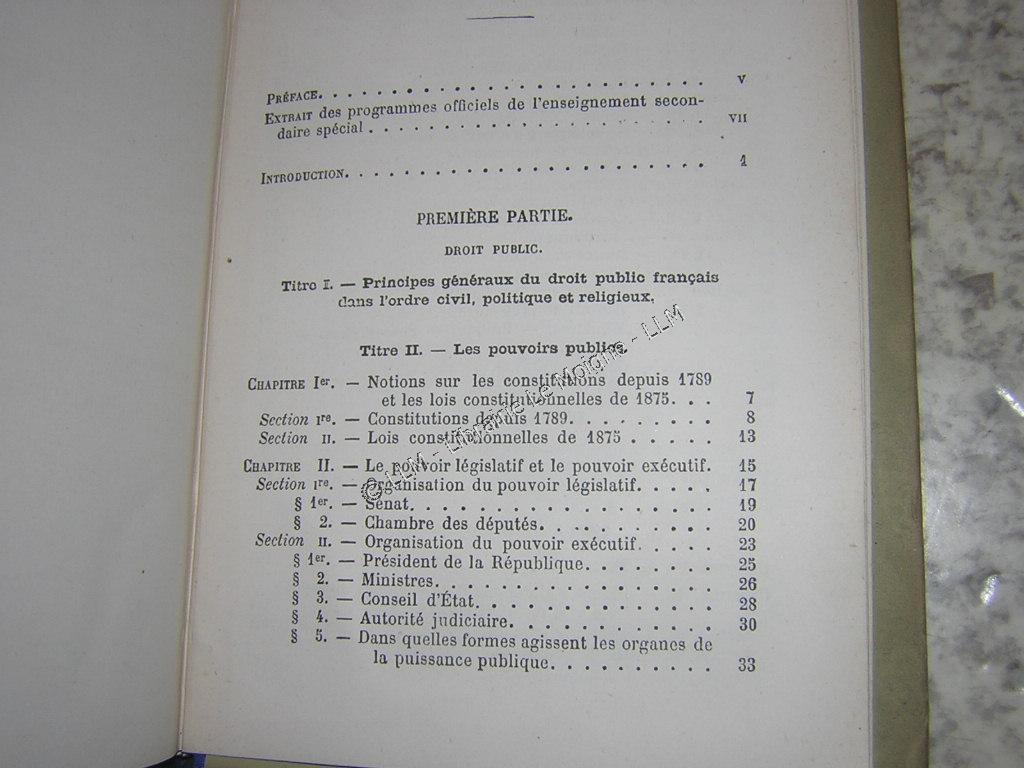 PRÉFACE. . . . . . . . . . . . . . . . . . . . . . V
EXTRAIT des programmes officiels de l'enseignement secon-
daire spécial . . . . . . . . . . . . . . . . . . . VII
INTRODUCTION. . . . . . . . . . . . . . . . . . . . 1
PREMIÈRE PARTIE.
DROIT PUBLIC.
Titre I. — Principes généraux du droit public français
dans l'ordre civil, politique et religieux.
Titre II. — Les pouvoirs publics.
CHAPITRE Ier. — Notions sur les constitutions depuis 1789
et les lois constitutionnelles de 1875. . . 7
Section Ire. — Constitutions depuis 1789. . . . . . . . 8
Section II. — Lois constitutionnelles de 1875 . . . . . 13
CHAPITRE II. — Le pouvoir législatif et le pouvoir exécutif. 15
Section Ire. — Organisation du pouvoir législatif. . . . . 17
§ 1er. — Sénat. . . . . . . . . . . . . . . . . 19
§ 2. — Chambre des députés. . . . . . . . . . 20
Section II. — Organisation du pouvoir exécutif. . . . . 23
§ 1er. — Président de la République. . . . . . . . 25
§ 2. — Ministres. . . . . . . . . . . . . . . . 26
§ 3. — Conseil d'État. . . . . . . . . . . . . . 28
§ 4. — Autorité judiciaire. . . . . . . . . . . . 30
§ 5. — Dans quelles formes agissent les organes de
la puissance publique. . . . . . . . . . 33
© LLM - Librairie Le Moigne - LLM